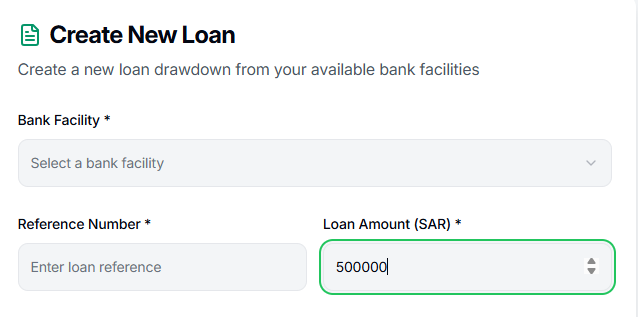 Create New Loan
Create a new loan drawdown from your available bank facilities
Bank Facility *
Select a bank facility
Reference Number * Loan Amount (SAR) *
Enter loan reference 500000